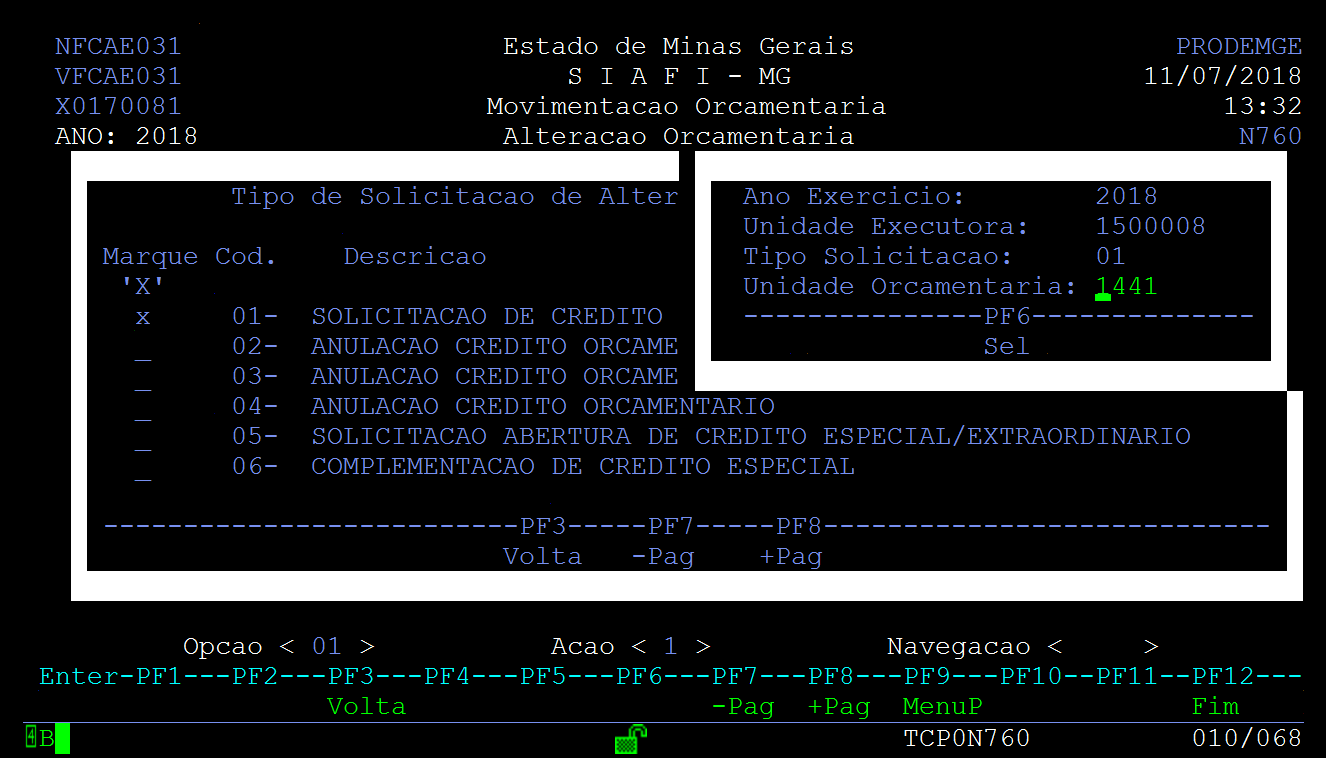 NFCAE031 Estado de Minas Gerais PRODEMGE
VFCAE031 S I A F I - MG 11/07/2018
X0170081 Movimentacao Orcamentaria 13:32
ANO: 2018 Alteracao Orcamentaria N760
Tipo de Solicitacao de Alter Ano Exercicio: 2018
Unidade Executora: 1500008
Marque Cod. Descricao Tipo Solicitacao: 01
'X' Unidade Orcamentaria: 1441
x 01- SOLICITACAO DE CREDITO ---------------PF6--------------
_ 02- ANULACAO CREDITO ORCAME Sel
_ 03- ANULACAO CREDITO ORCAME
_ 04- ANULACAO CREDITO ORCAMENTARIO
_ 05- SOLICITACAO ABERTURA DE CREDITO ESPECIAL/EXTRAORDINARIO
_ 06- COMPLEMENTACAO DE CREDITO ESPECIAL
--------------------------PF3-----PF7-----PF8----------------------------
Volta -Pag +Pag
Opcao < 01 > Acao < 1 > Navegacao < >
Enter-PF1---PF2---PF3---PF4---PF5---PF6---PF7---PF8---PF9---PF10--PF11--PF12---
Volta -Pag +Pag MenuP Fim
4B TCP0N760 010/068